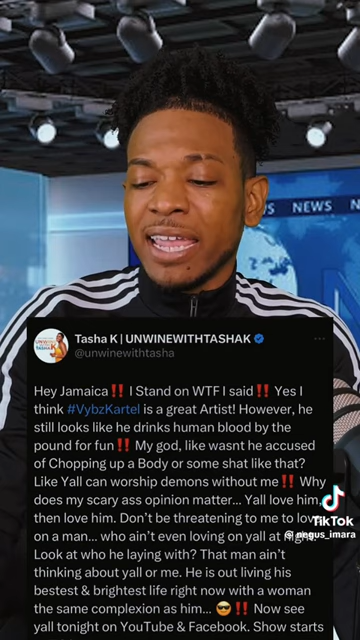 NEWS
Tasha K | UNWINEWITHTASHAK
@unwinewithtasha
Hey Jamaica‼️ I Stand on WTF I said‼️ Yes I
think #VybzKartel is a great Artist! However, he
still looks like he drinks human blood by the
pound for fun‼️ My god, like wasnt he accused
of Chopping up a Body or some shat like that?
Like Yall can worship demons without me‼️ Why
does my scary ass opinion matter... Yall love him,
then love him. Don't be threatening to me to love
on a man... who ain't even loving on yall at night.
Look at who he laying with? That man ain't
thinking about yall or me. He is out living his
bestest & brightest life right now with a woman
the same complexion as him... 😎‼️ Now see
yall tonight on YouTube & Facebook. Show starts
TikTok
@negus_imara